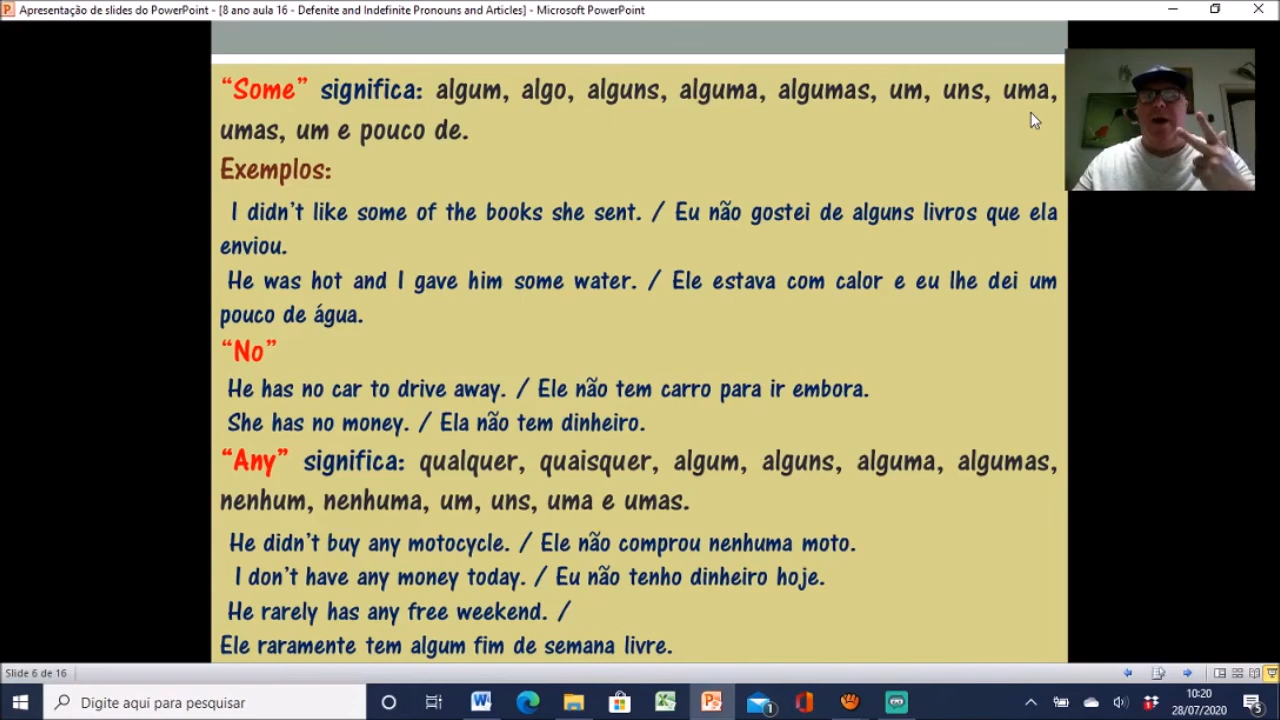 Apresentação de slides do PowerPoint - [8 ano aula 16 - Defenite and Indefinite Pronouns and Articles] - Microsoft PowerPoint
“Some” significa: algum, algo, alguns, alguma, algumas, um, uns, uma,
umas, um e pouco de.
Exemplos:
I didn’t like some of the books she sent. / Eu não gostei de alguns livros que ela
enviou.
He was hot and I gave him some water. / Ele estava com calor e eu lhe dei um
pouco de água.
“No”
He has no car to drive away. / Ele não tem carro para ir embora.
She has no money. / Ela não tem dinheiro.
“Any” significa: qualquer, quaisquer, algum, alguns, alguma, algumas,
nenhum, nenhuma, um, uns, uma e umas.
He didn’t buy any motocycle. / Ele não comprou nenhuma moto.
I don’t have any money today. / Eu não tenho dinheiro hoje.
He rarely has any free weekend. /
Ele raramente tem algum fim de semana livre.
Slide 6 de 16
Digite aqui para pesquisar
1
10:20
28/07/2020
5